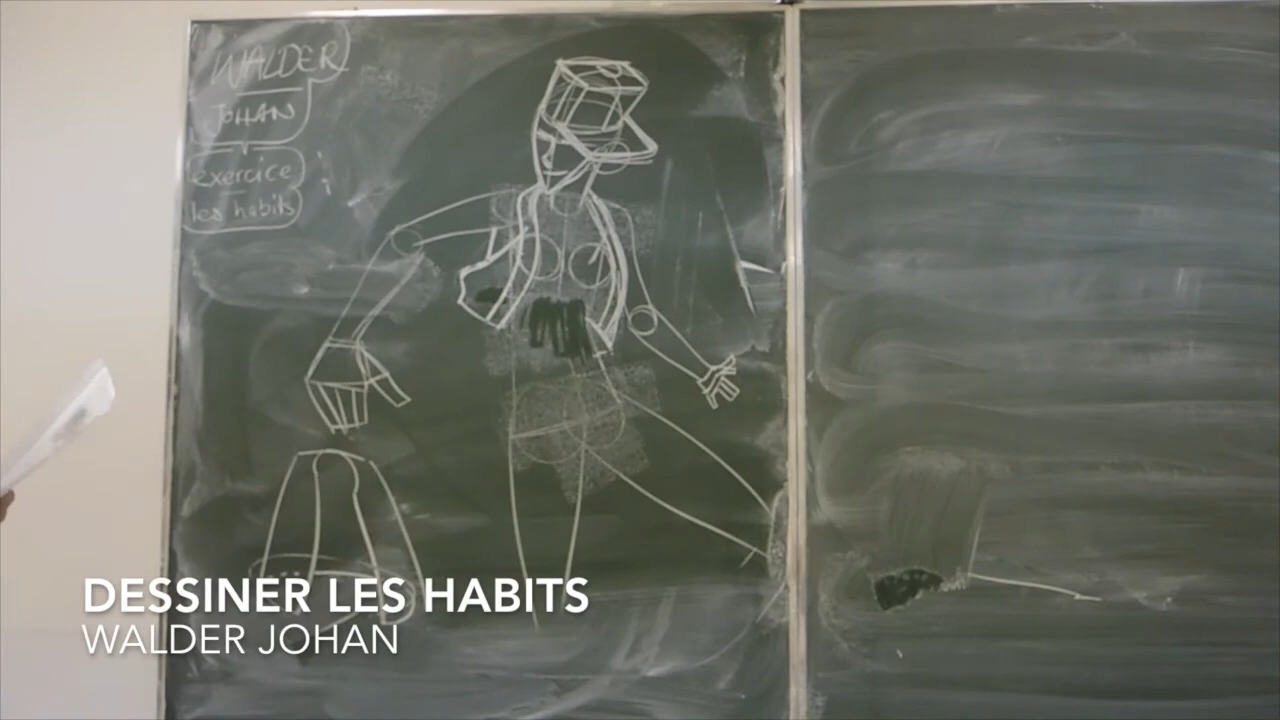 WALDER
JOHAN
exercice
les habits
DESSINER LES HABITS
WALDER JOHAN